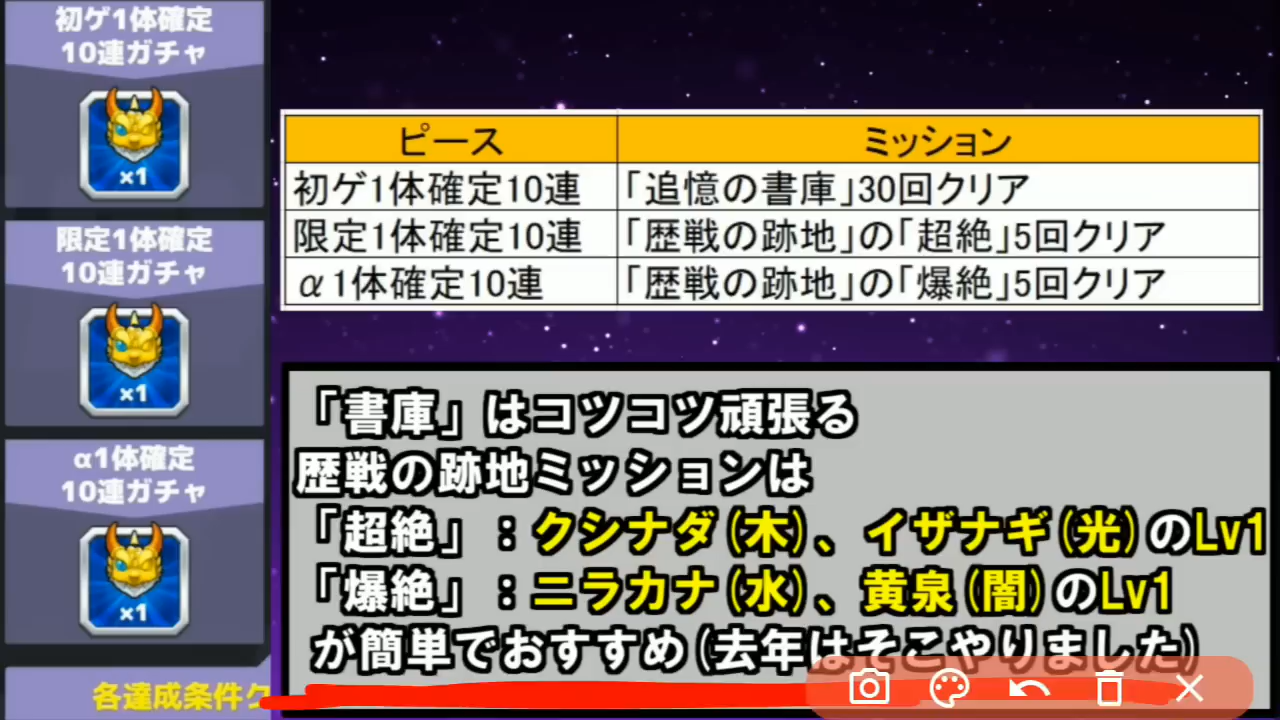 初ゲ1体確定
10連ガチャ
×1
限定1体確定
10連ガチャ
×1
α1体確定
10連ガチャ
×1
各達成条件ク
ピース ミッション
初ゲ1体確定10連 「追憶の書庫」30回クリア
限定1体確定10連 「歴戦の跡地」の「超絶」5回クリア
α1体確定10連 「歴戦の跡地」の「爆絶」5回クリア
「書庫」はコツコツ頑張る
歴戦の跡地ミッションは
「超絶」:クシナダ(木)、イザナギ(光)のLv1
「爆絶」:ニラカナ(水)、黄泉(闇)のLv1
が簡単でおすすめ(去年はそこやりました)